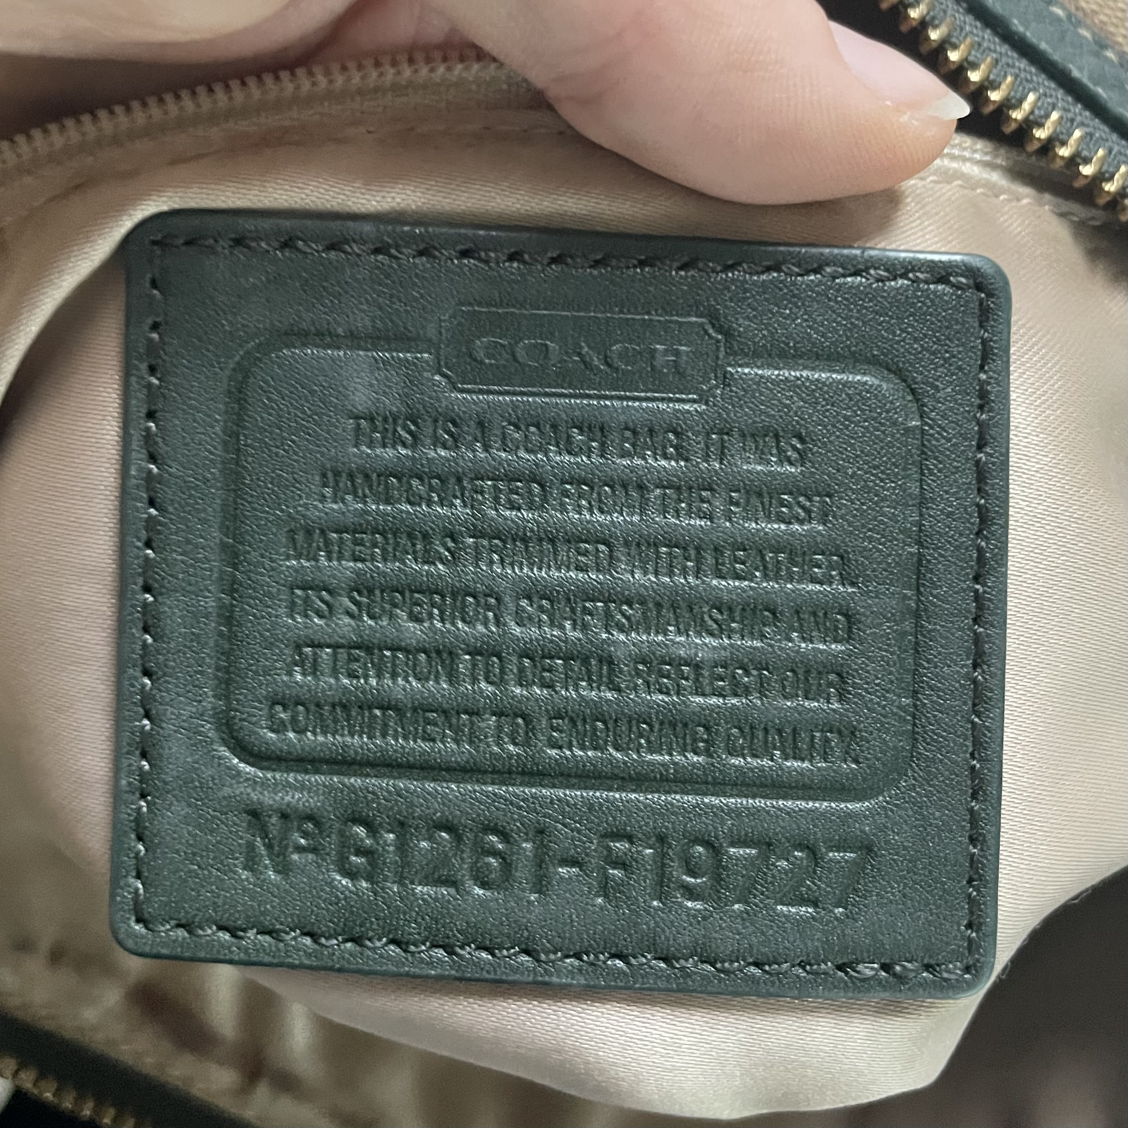 COACH
THIS IS A COACH BAG. IT WAS
HANDCRAFTED FROM THE FINEST
MATERIALS TRIMMED WITH LEATHER.
ITS SUPERIOR CRAFTSMANSHIP AND
ATTENTION TO DETAIL REFLECT OUR
COMMITMENT TO ENDURING QUALITY.
Nº G1261-F19727